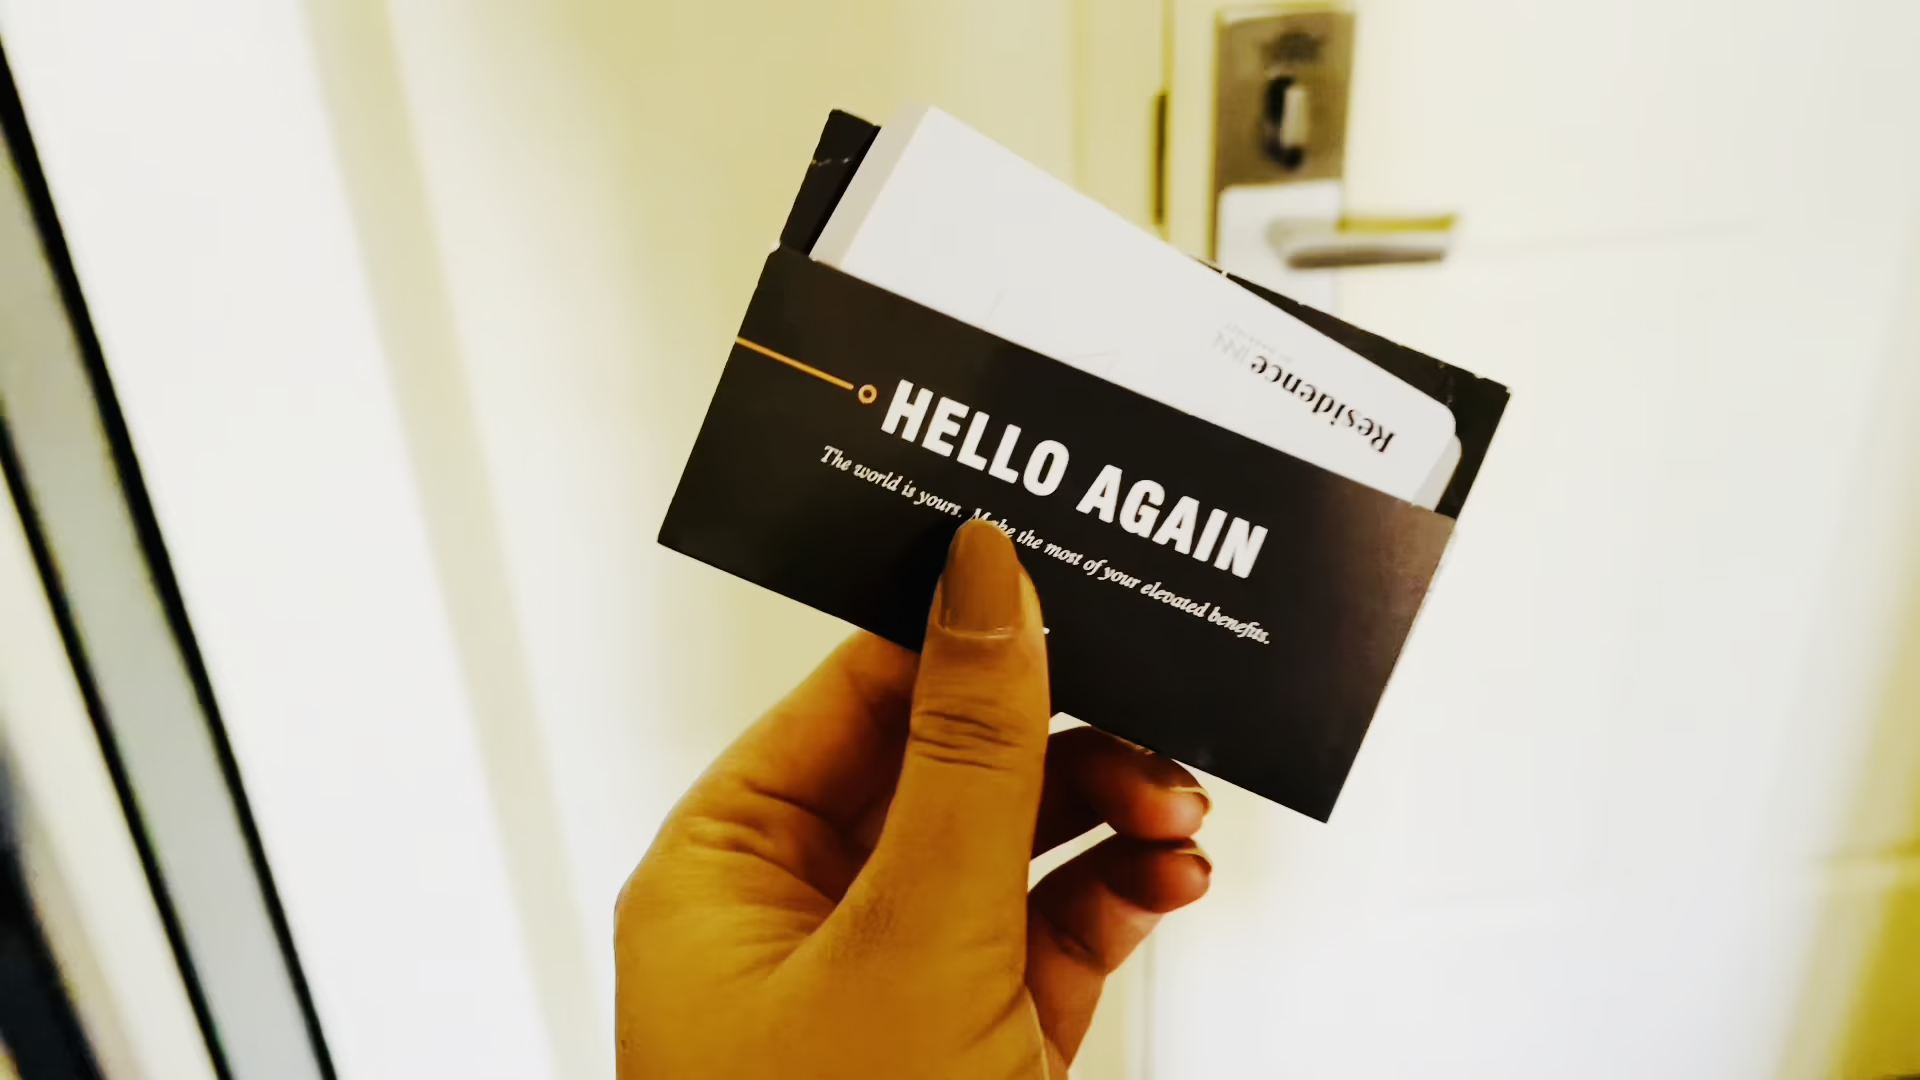 HELLO AGAIN
The world is yours. Make the most of your elevated benefits.
Residence INN